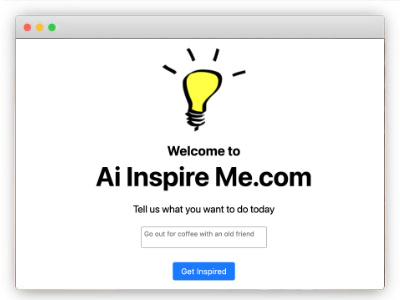 Welcome to
Ai Inspire Me.com
Tell us what you want to do today
Go out for coffee with an old friend
Get Inspired